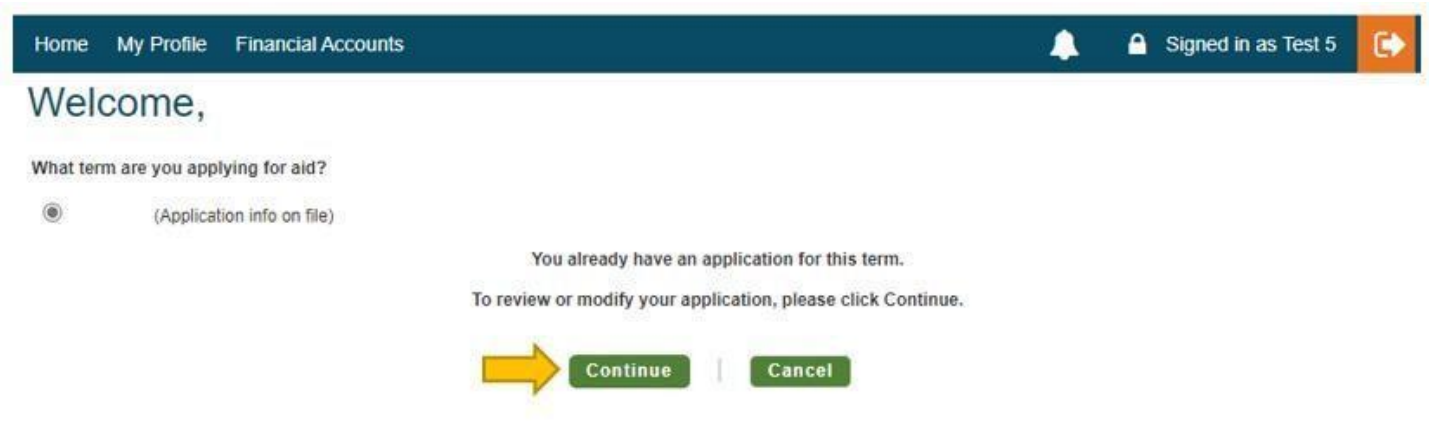 Home My Profile Financial Accounts Signed in as Test 5
Welcome,
What term are you applying for aid?
(Application info on file)
You already have an application for this term.
To review or modify your application, please click Continue.
Continue | Cancel